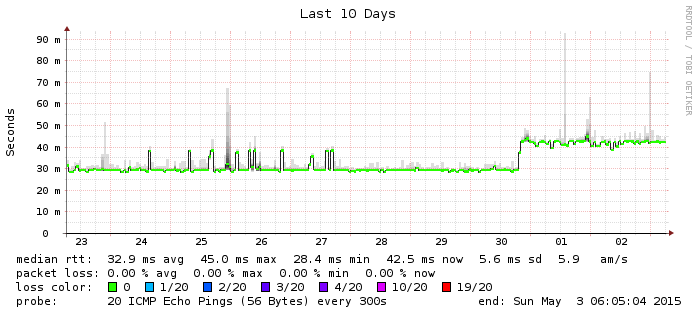 Last 10 Days
RRDTOOL / TOBI OETIKER
Seconds
90 m
80 m
70 m
60 m
50 m
40 m
30 m
20 m
10 m
0
23 24 25 26 27 28 29 30 01 02
median rtt: 32.9 ms avg 45.0 ms max 28.4 ms min 42.5 ms now 5.6 ms sd 5.9 am/s
packet loss: 0.00 % avg 0.00 % max 0.00 % min 0.00 % now
loss color: 0 1/20 2/20 3/20 4/20 10/20 19/20
probe: 20 ICMP Echo Pings (56 Bytes) every 300s end: Sun May 3 06:05:04 2015